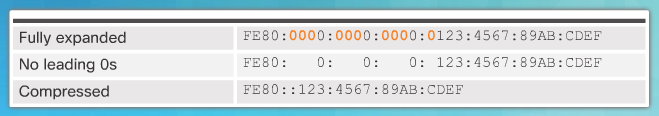 Fully expanded FE80:0000:0000:0000:0123:4567:89AB:CDEF
No leading 0s FE80: 0: 0: 0: 123:4567:89AB:CDEF
Compressed FE80::123:4567:89AB:CDEF